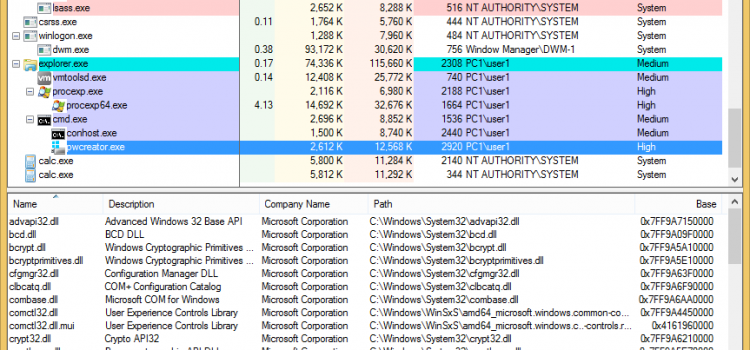 lsass.exe 2,652 K 8,288 K 516 NT AUTHORITY\SYSTEM System
csrss.exe 0.11 1,764 K 5,760 K 444 NT AUTHORITY\SYSTEM System
winlogon.exe 1,288 K 7,960 K 484 NT AUTHORITY\SYSTEM System
dwm.exe 0.38 93,172 K 30,620 K 756 Window Manager\DWM-1 System
explorer.exe 0.17 74,336 K 115,660 K 2308 PC1\user1 Medium
vm vmtoolsd.exe 0.14 12,408 K 25,772 K 740 PC1\user1 Medium
procexp.exe 2,116 K 6,980 K 2188 PC1\user1 High
procexp64.exe 4.13 14,692 K 32,676 K 1664 PC1\user1 High
cmd.exe 2,696 K 8,852 K 1536 PC1\user1 Medium
conhost.exe 1,500 K 8,740 K 2440 PC1\user1 Medium
pwcreator.exe 2,612 K 12,568 K 2920 PC1\user1 High
calc.exe 5,800 K 11,284 K 2140 NT AUTHORITY\SYSTEM System
calc.exe 5,812 K 11,292 K 344 NT AUTHORITY\SYSTEM System
Name Description Company Name Path Base
advapi32.dll Advanced Windows 32 Base API Microsoft Corporation C:\Windows\System32\advapi32.dll 0x7FF9A7150000
bcd.dll BCD DLL Microsoft Corporation C:\Windows\System32\bcd.dll 0x7FF9A09F0000
bcrypt.dll Windows Cryptographic Primitives ... Microsoft Corporation C:\Windows\System32\bcrypt.dll 0x7FF9A5A10000
bcryptprimitives.dll Windows Cryptographic Primitives ... Microsoft Corporation C:\Windows\System32\bcryptprimitives.dll 0x7FF9A5E10000
cfgmgr32.dll Configuration Manager DLL Microsoft Corporation C:\Windows\System32\cfgmgr32.dll 0x7FF9A63F0000
clbcatq.dll COM+ Configuration Catalog Microsoft Corporation C:\Windows\System32\clbcatq.dll 0x7FF9A6F90000
combase.dll Microsoft COM for Windows Microsoft Corporation C:\Windows\System32\combase.dll 0x7FF9A6AA0000
comctl32.dll User Experience Controls Library Microsoft Corporation C:\Windows\WinSxS\amd64_microsoft.windows.common-co... 0x7FF9A4450000
comctl32.dll.mui User Experience Controls Library Microsoft Corporation C:\Windows\WinSxS\amd64_microsoft.windows.c..-controls.r... 0x4161960000
crypt32.dll Crypto API32 Microsoft Corporation C:\Windows\System32\crypt32.dll 0x7FF9A6210000